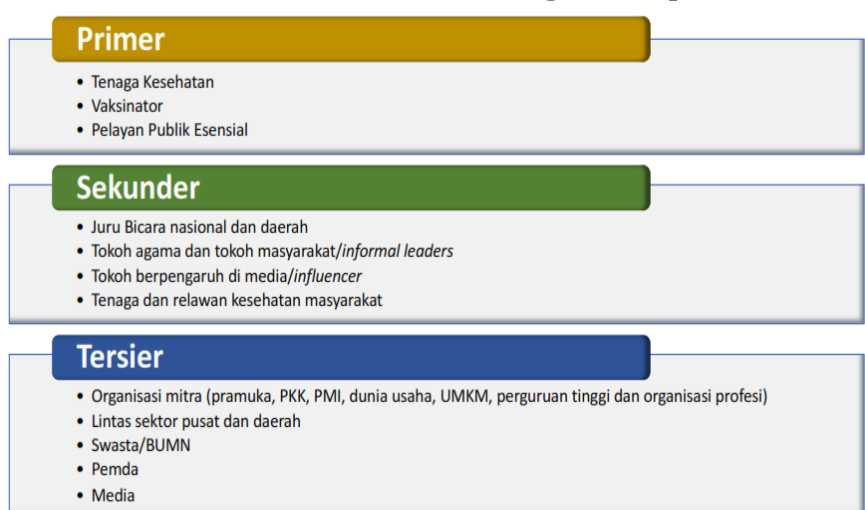 Primer
• Tenaga Kesehatan
• Vaksinator
• Pelayan Publik Esensial
Sekunder
• Juru Bicara nasional dan daerah
• Tokoh agama dan tokoh masyarakat/informal leaders
• Tokoh berpengaruh di media/influencer
• Tenaga dan relawan kesehatan masyarakat
Tersier
• Organisasi mitra (pramuka, PKK, PMI, dunia usaha, UMKM, perguruan tinggi dan organisasi profesi)
• Lintas sektor pusat dan daerah
• Swasta/BUMN
• Pemda
• Media